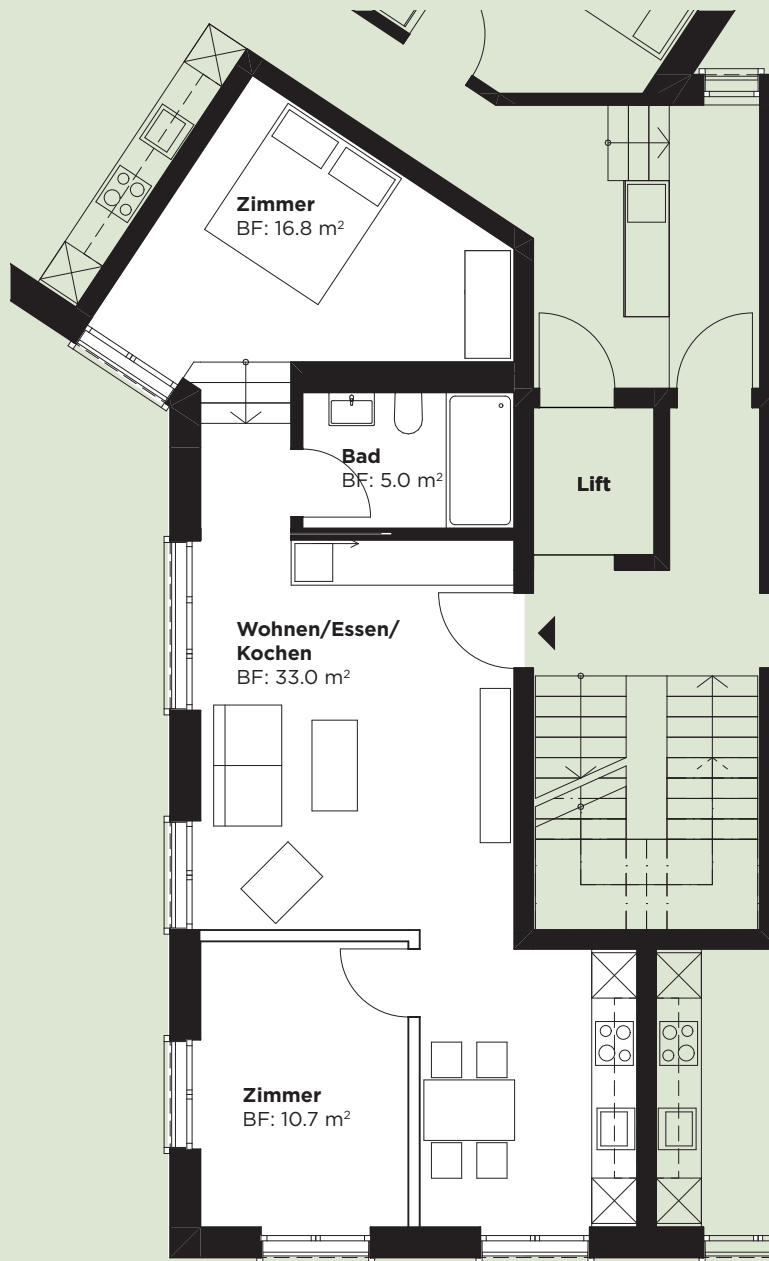 Zimmer
BF: 16.8 m²
Bad
BF: 5.0 m²
Lift
Wohnen/Essen/
Kochen
BF: 33.0 m²
Zimmer
BF: 10.7 m²